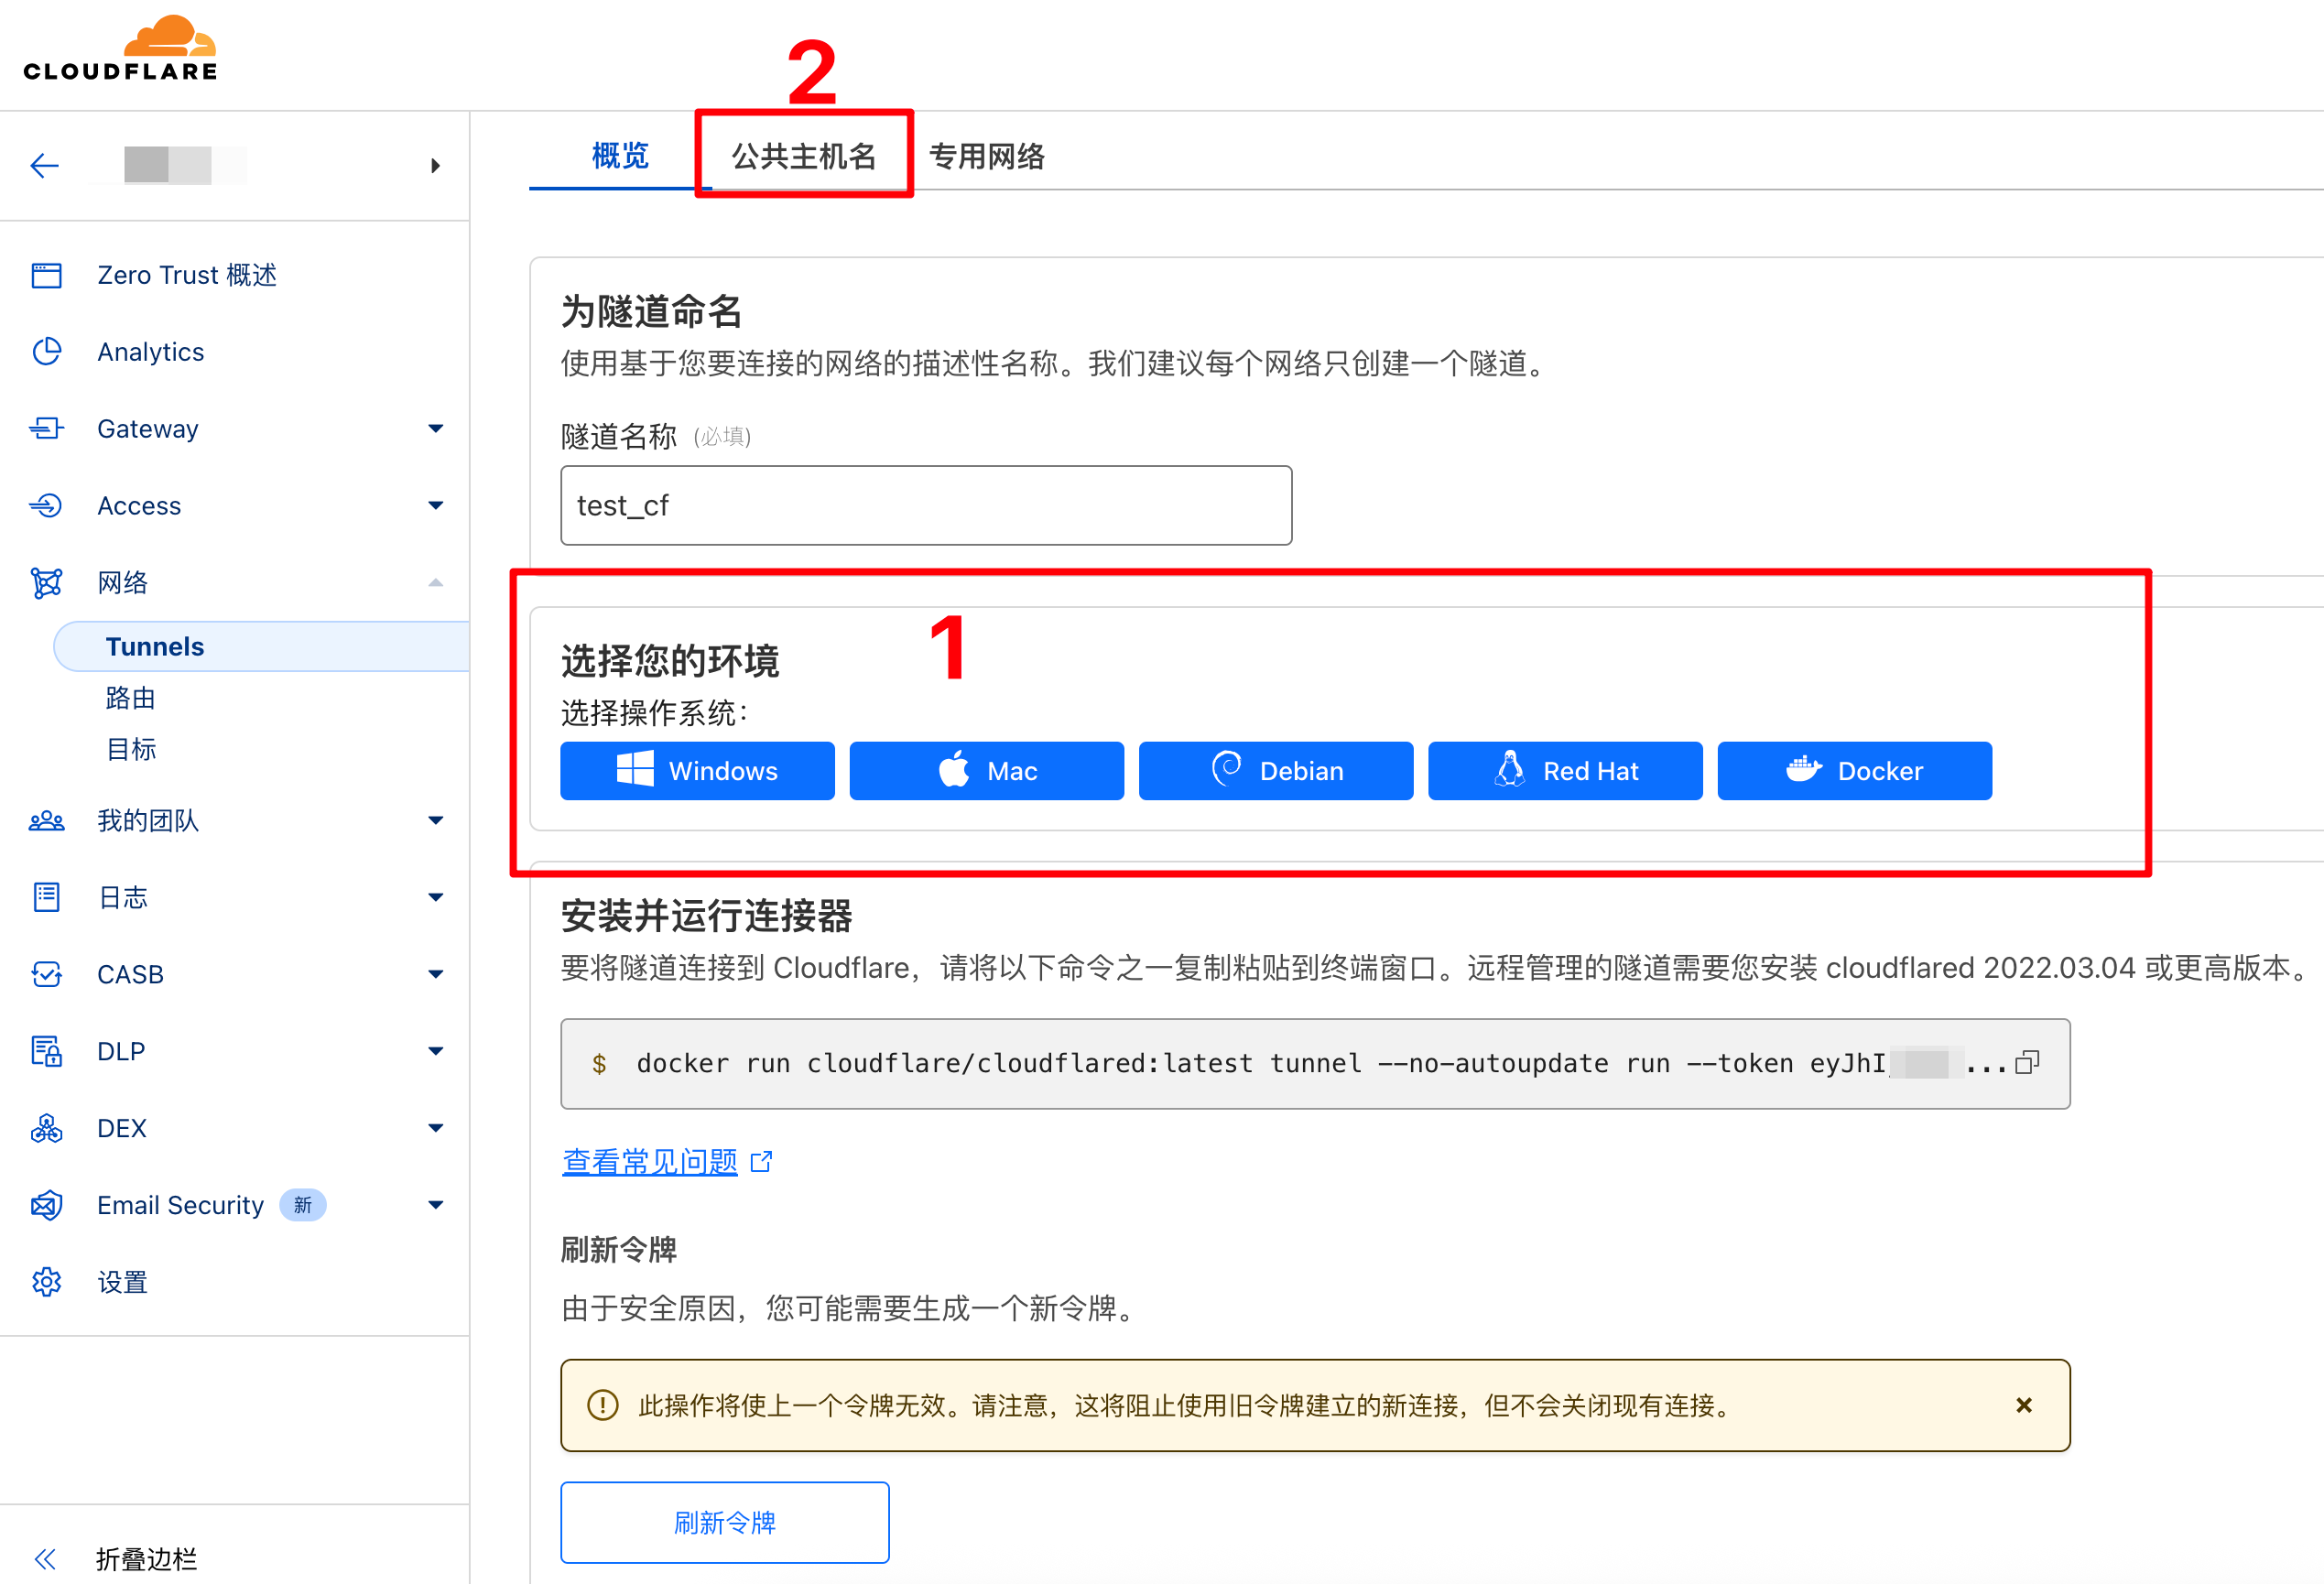 CLOUDFLARE
2
概览
公共主机名
专用网络
Zero Trust 概述
Analytics
Gateway
Access
网络
Tunnels
路由
目标
我的团队
日志
CASB
DLP
DEX
Email Security 新
设置
折叠边栏
为隧道命名
使用基于您要连接的网络的描述性名称。我们建议每个网络只创建一个隧道。
隧道名称 (必填)
test_cf
1
选择您的环境
选择操作系统：
Windows
Mac
Debian
Red Hat
Docker
安装并运行连接器
要将隧道连接到 Cloudflare，请将以下命令之一复制粘贴到终端窗口。远程管理的隧道需要您安装 cloudflared 2022.03.04 或更高版本。
$ docker run cloudflare/cloudflared:latest tunnel --no-autoupdate run --token eyJhI ...
查看常见问题
刷新令牌
由于安全原因，您可能需要生成一个新令牌。
此操作将使上一个令牌无效。请注意，这将阻止使用旧令牌建立的新连接，但不会关闭现有连接。
刷新令牌